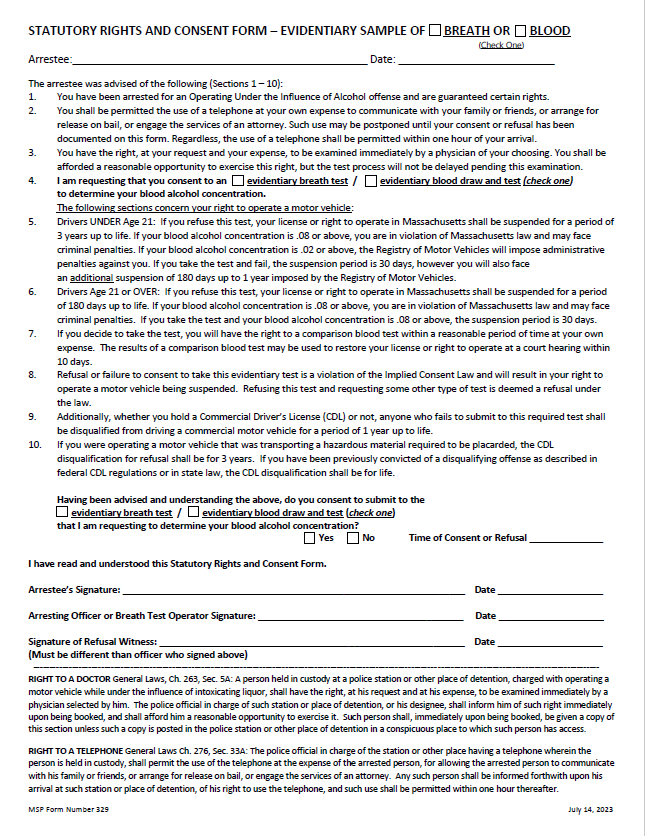 STATUTORY RIGHTS AND CONSENT FORM – EVIDENTIARY SAMPLE OF ☐ BREATH OR ☐ BLOOD
(Check One)
Arrestee:______________________ Date: ______________________
The arrestee was advised of the following (Sections 1 – 10):
1. You have been arrested for an Operating Under the Influence of Alcohol offense and are guaranteed certain rights.
2. You shall be permitted the use of a telephone at your own expense to communicate with your family or friends, or arrange for
release on bail, or engage the services of an attorney. Such use may be postponed until your consent or refusal has been
documented on this form. Regardless, the use of a telephone shall be permitted within one hour of your arrival.
3. You have the right, at your request and your expense, to be examined immediately by a physician of your choosing. You shall be
afforded a reasonable opportunity to exercise this right, but the test process will not be delayed pending this examination.
4. I am requesting that you consent to an ☐ evidentiary breath test / ☐ evidentiary blood draw and test (check one)
to determine your blood alcohol concentration.
The following sections concern your right to operate a motor vehicle:
5. Drivers UNDER Age 21: If you refuse this test, your license or right to operate in Massachusetts shall be suspended for a period of
3 years up to life. If your blood alcohol concentration is .08 or above, you are in violation of Massachusetts law and may face
criminal penalties. If your blood alcohol concentration is .02 or above, the Registry of Motor Vehicles will impose administrative
penalties against you. If you take the test and fail, the suspension period is 30 days, however you will also face
an additional suspension of 180 days up to 1 year imposed by the Registry of Motor Vehicles.
6. Drivers Age 21 or OVER: If you refuse this test, your license or right to operate in Massachusetts shall be suspended for a period
of 180 days up to life. If your blood alcohol concentration is .08 or above, you are in violation of Massachusetts law and may face
criminal penalties. If you take the test and your blood alcohol concentration is .08 or above, the suspension period is 30 days.
7. If you decide to take the test, you will have the right to a comparison blood test within a reasonable period of time at your own
expense. The results of a comparison blood test may be used to restore your license or right to operate at a court hearing within
10 days.
8. Refusal or failure to consent to take this evidentiary test is a violation of the Implied Consent Law and will result in your right to
operate a motor vehicle being suspended. Refusing this test and requesting some other type of test is deemed a refusal under
the law.
9. Additionally, whether you hold a Commercial Driver's License (CDL) or not, anyone who fails to submit to this required test shall
be disqualified from driving a commercial motor vehicle for a period of 1 year up to life.
10. If you were operating a motor vehicle that was transporting a hazardous material required to be placarded, the CDL
disqualification for refusal shall be for 3 years. If you have been previously convicted of a disqualifying offense as described in
federal CDL regulations or in state law, the CDL disqualification shall be for life.
Having been advised and understanding the above, do you consent to submit to the
☐ evidentiary breath test / ☐ evidentiary blood draw and test (check one)
that I am requesting to determine your blood alcohol concentration?
☐ Yes ☐ No Time of Consent or Refusal ______________
I have read and understood this Statutory Rights and Consent Form.
Arrestee's Signature: ______________________ Date ______________
Arresting Officer or Breath Test Operator Signature: ______________________ Date ______________
Signature of Refusal Witness: ______________________ Date ______________
(Must be different than officer who signed above)
RIGHT TO A DOCTOR General Laws, Ch. 263, Sec. 5A: A person held in custody at a police station or other place of detention, charged with operating a
motor vehicle while under the influence of intoxicating liquor, shall have the right, at his request and at his expense, to be examined immediately by a
physician selected by him. The police official in charge of such station or place of detention, or his designee, shall inform him of such right immediately
upon being booked, and shall afford him a reasonable opportunity to exercise it. Such person shall, immediately upon being booked, be given a copy of
this section unless such a copy is posted in the police station or other place of detention in a conspicuous place to which such person has access.
RIGHT TO A TELEPHONE General Laws Ch. 276, Sec. 33A: The police official in charge of the station or other place having a telephone wherein the
person is held in custody, shall permit the use of the telephone at the expense of the arrested person, for allowing the arrested person to communicate
with his family or friends, or arrange for release on bail, or engage the services of an attorney. Any such person shall be informed forthwith upon his
arrival at such station or place of detention, of his right to use the telephone, and such use shall be permitted within one hour thereafter.
MSP Form Number 329 July 14, 2023